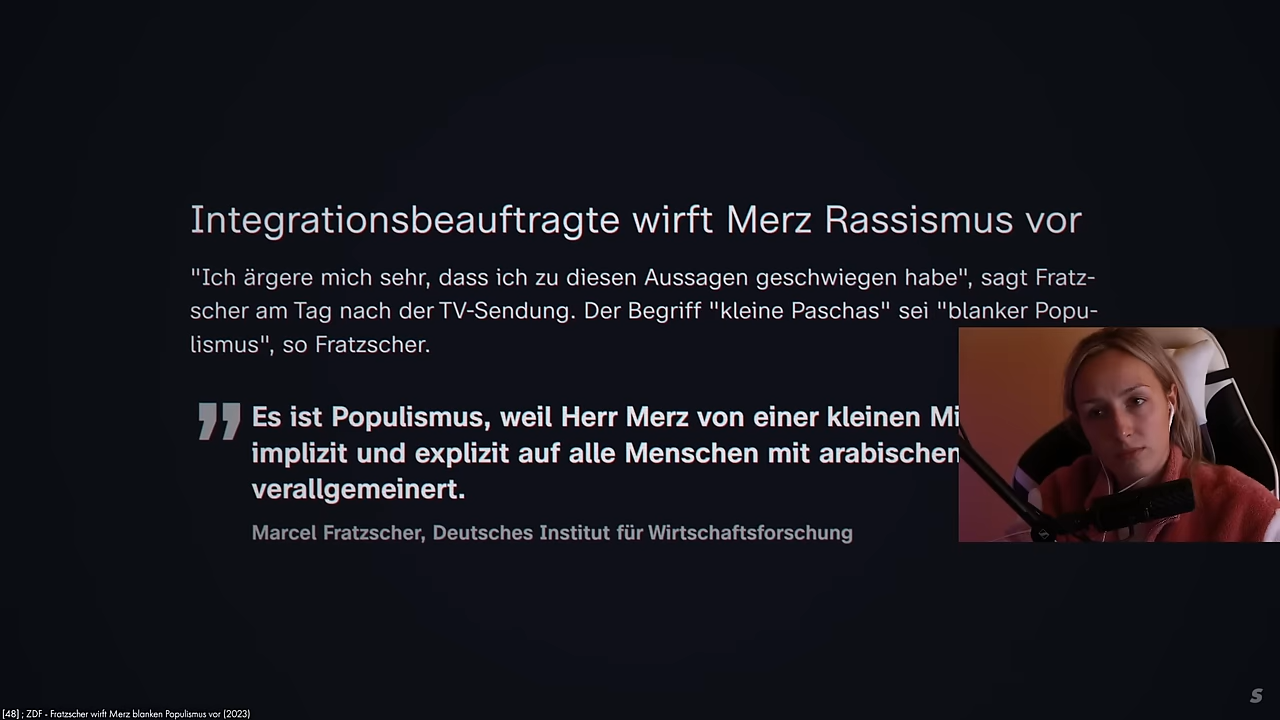 Integrationsbeauftragte wirft Merz Rassismus vor
"Ich ärgere mich sehr, dass ich zu diesen Aussagen geschwiegen habe", sagt Fratz-
scher am Tag nach der TV-Sendung. Der Begriff "kleine Paschas" sei "blanker Popu-
lismus", so Fratzscher.
Es ist Populismus, weil Herr Merz von einer kleinen
implizit und explizit auf alle Menschen mit arabischen
verallgemeinert.
Marcel Fratzscher, Deutsches Institut für Wirtschaftsforschung
S
[48] ; ZDF - Fratzscher wirft Merz blanken Populismus vor (2023)